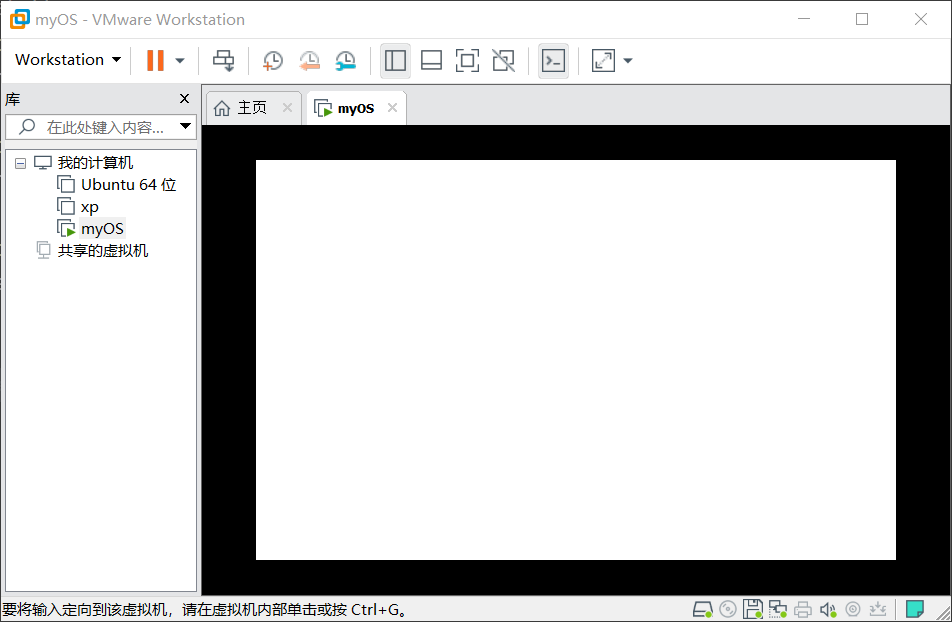 myOS - VMware Workstation
Workstation
库
主页
myOS
在此处键入内容...
我的计算机
Ubuntu 64 位
xp
myOS
共享的虚拟机
要将输入定向到该虚拟机，请在虚拟机内部单击或按 Ctrl+G。